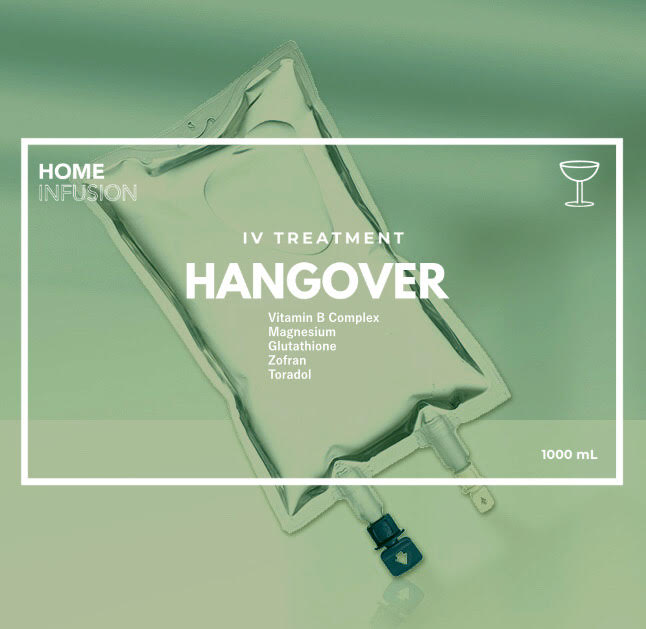 HOME
INFUSION
IV TREATMENT
HANGOVER
Vitamin B Complex
Magnesium
Glutathione
Zofran
Toradol
1000 mL